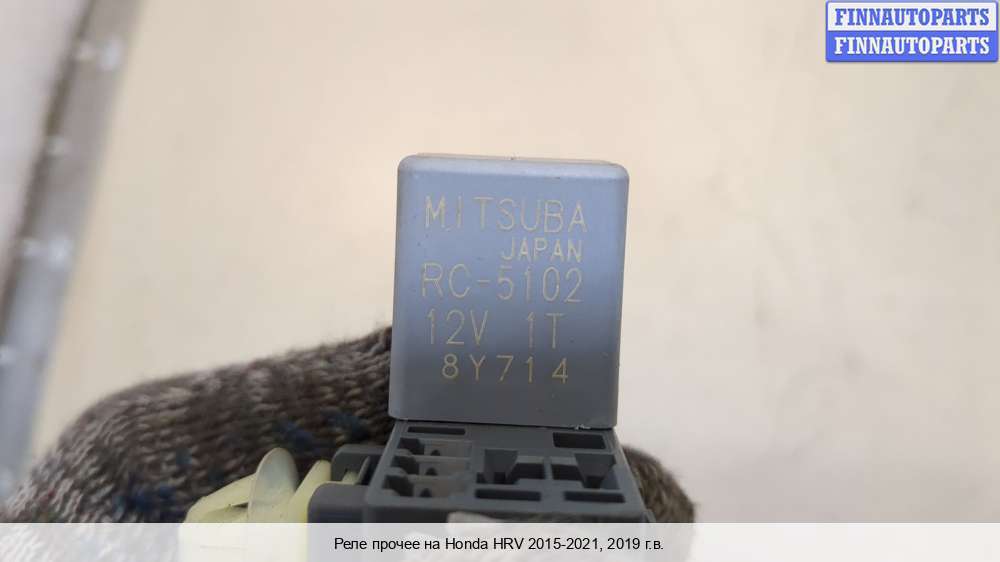 FINNAUTOPARTS
FINNAUTOPARTS
MITSUBA
JAPAN
RC-5102
12V 1T
8Y714
Реле прочее на Honda HRV 2015-2021, 2019 г.в.